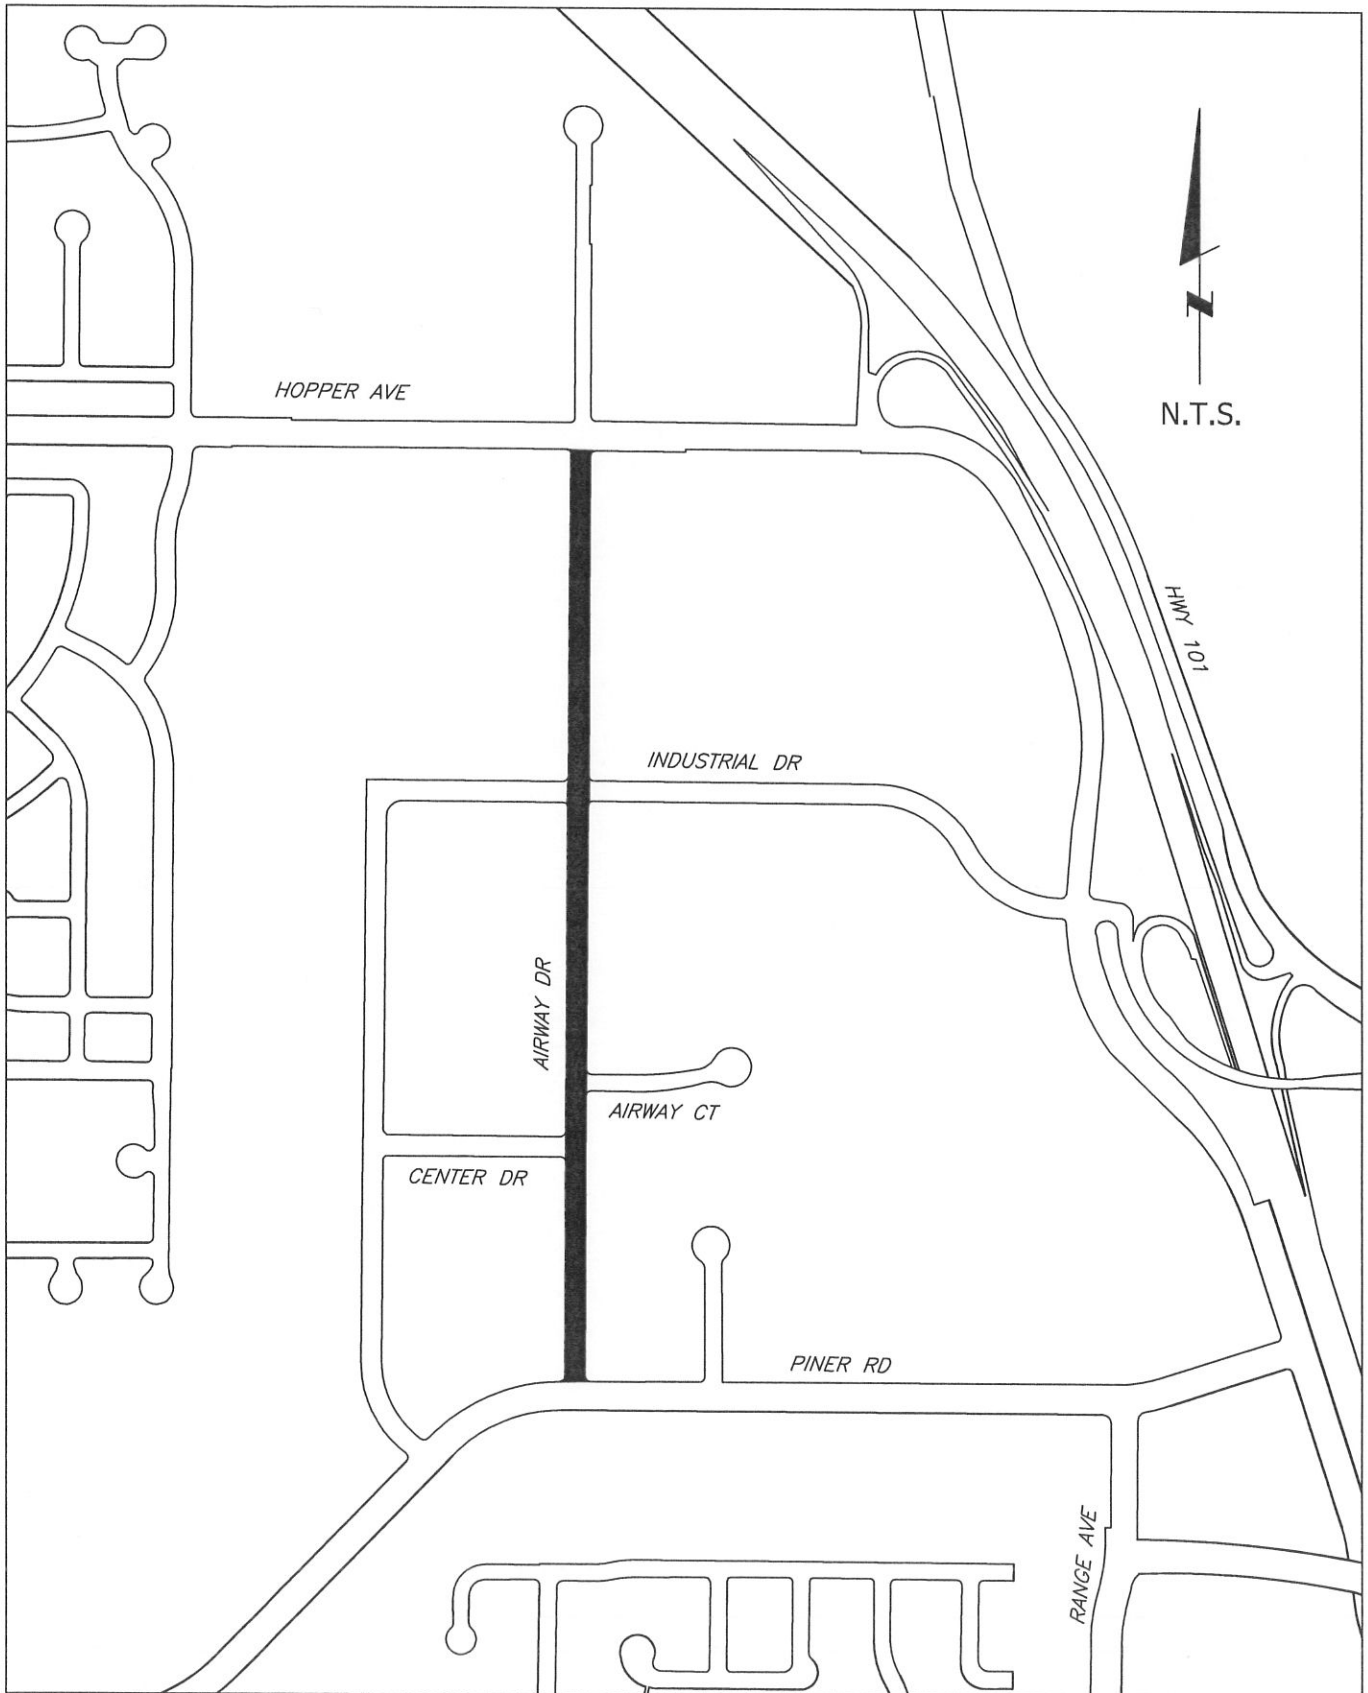 N
N.T.S.
HOPPER AVE
HWY 101
INDUSTRIAL DR
AIRWAY DR
AIRWAY CT
CENTER DR
PINER RD
RANGE AVE